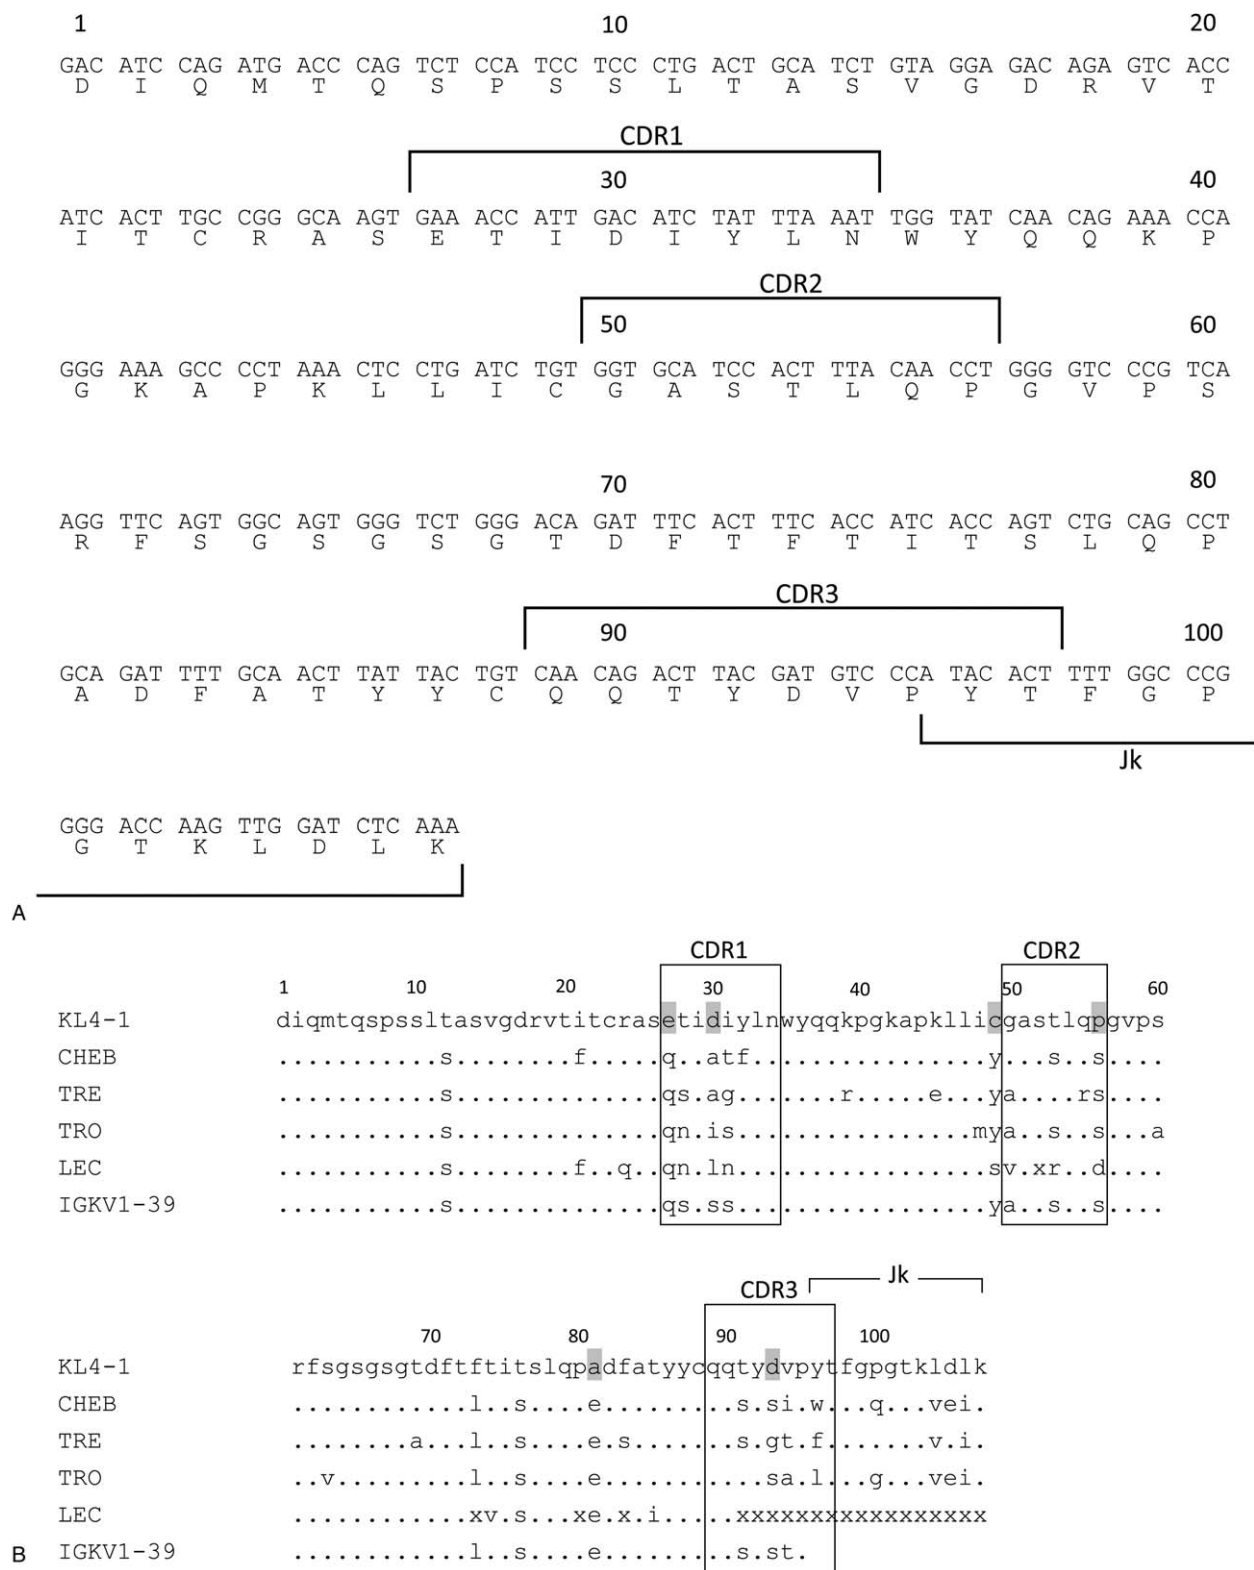 1 10 20
GAC ATC CAG ATG ACC CAG TCT CCA TCC TCC CTG ACT GCA TCT GTA GGA GAC AGA GTC ACC
D I Q M T Q S P S S L T A S V G D R V T
CDR1
30 40
ATC ACT TGC CGG GCA AGT GAA ACC ATT GAC ATC TAT TTA AAT TGG TAT CAA CAG AAA CCA
I T C R A S E T I D I Y L N W Y Q Q K P
CDR2
50 60
GGG AAA GCC CCT AAA CTC CTG ATC TGT GGT GCA TCC ACT TTA CAA CCT GGG GTC CCG TCA
G K A P K L L I C G A S T L Q P G V P S
70 80
AGG TTC AGT GGC AGT GGG TCT GGG ACA GAT TTC ACT TTC ACC ATC ACC AGT CTG CAG CCT
R F S G S G S G T D F T F T I T S L Q P
CDR3
90 100
GCA GAT TTT GCA ACT TAT TAC TGT CAA CAG ACT TAC GAT GTC CCA TAC ACT TTT GGC CCG
A D F A T Y Y C Q Q T Y D V P Y T F G P
Jk
GGG ACC AAG TTG GAT CTC AAA
G T K L D L K
A
CDR1 CDR2
1 10 20 30 40 50 60
KL4-1 diqmtqspssltasvgdrvtitcrasetidiylnwyqqkpgkapkllicgastlqpgvps
CHEB ...........s........f.....q..atf................y....s..s....
TRE ...........s..............qs.ag.......r.....e...ya....rs....
TRO ...........s..............qn.is................mya..s..s...a
LEC ...........s........f..q..qn.ln.................sv.xr..d....
IGKV1-39 ...........s..............qs.ss.................ya..s..s....
Jk
CDR3
70 80 90 100
KL4-1 rfsgsgsgtdftftitslqpadfatyycqqtydvpytfgpgtkldlk
CHEB ............l..s....e.........s.si.w...q...vei.
TRE ........a...l..s....e.s.......s.gt.f.......v.i.
TRO ..v.........l..s....e...........sa.l...g...vei.
LEC ............xv.s...xe.x.i.....xxxxxxxxxxxxxxxxx
B IGKV1-39 ............l..s....e.........s.st.